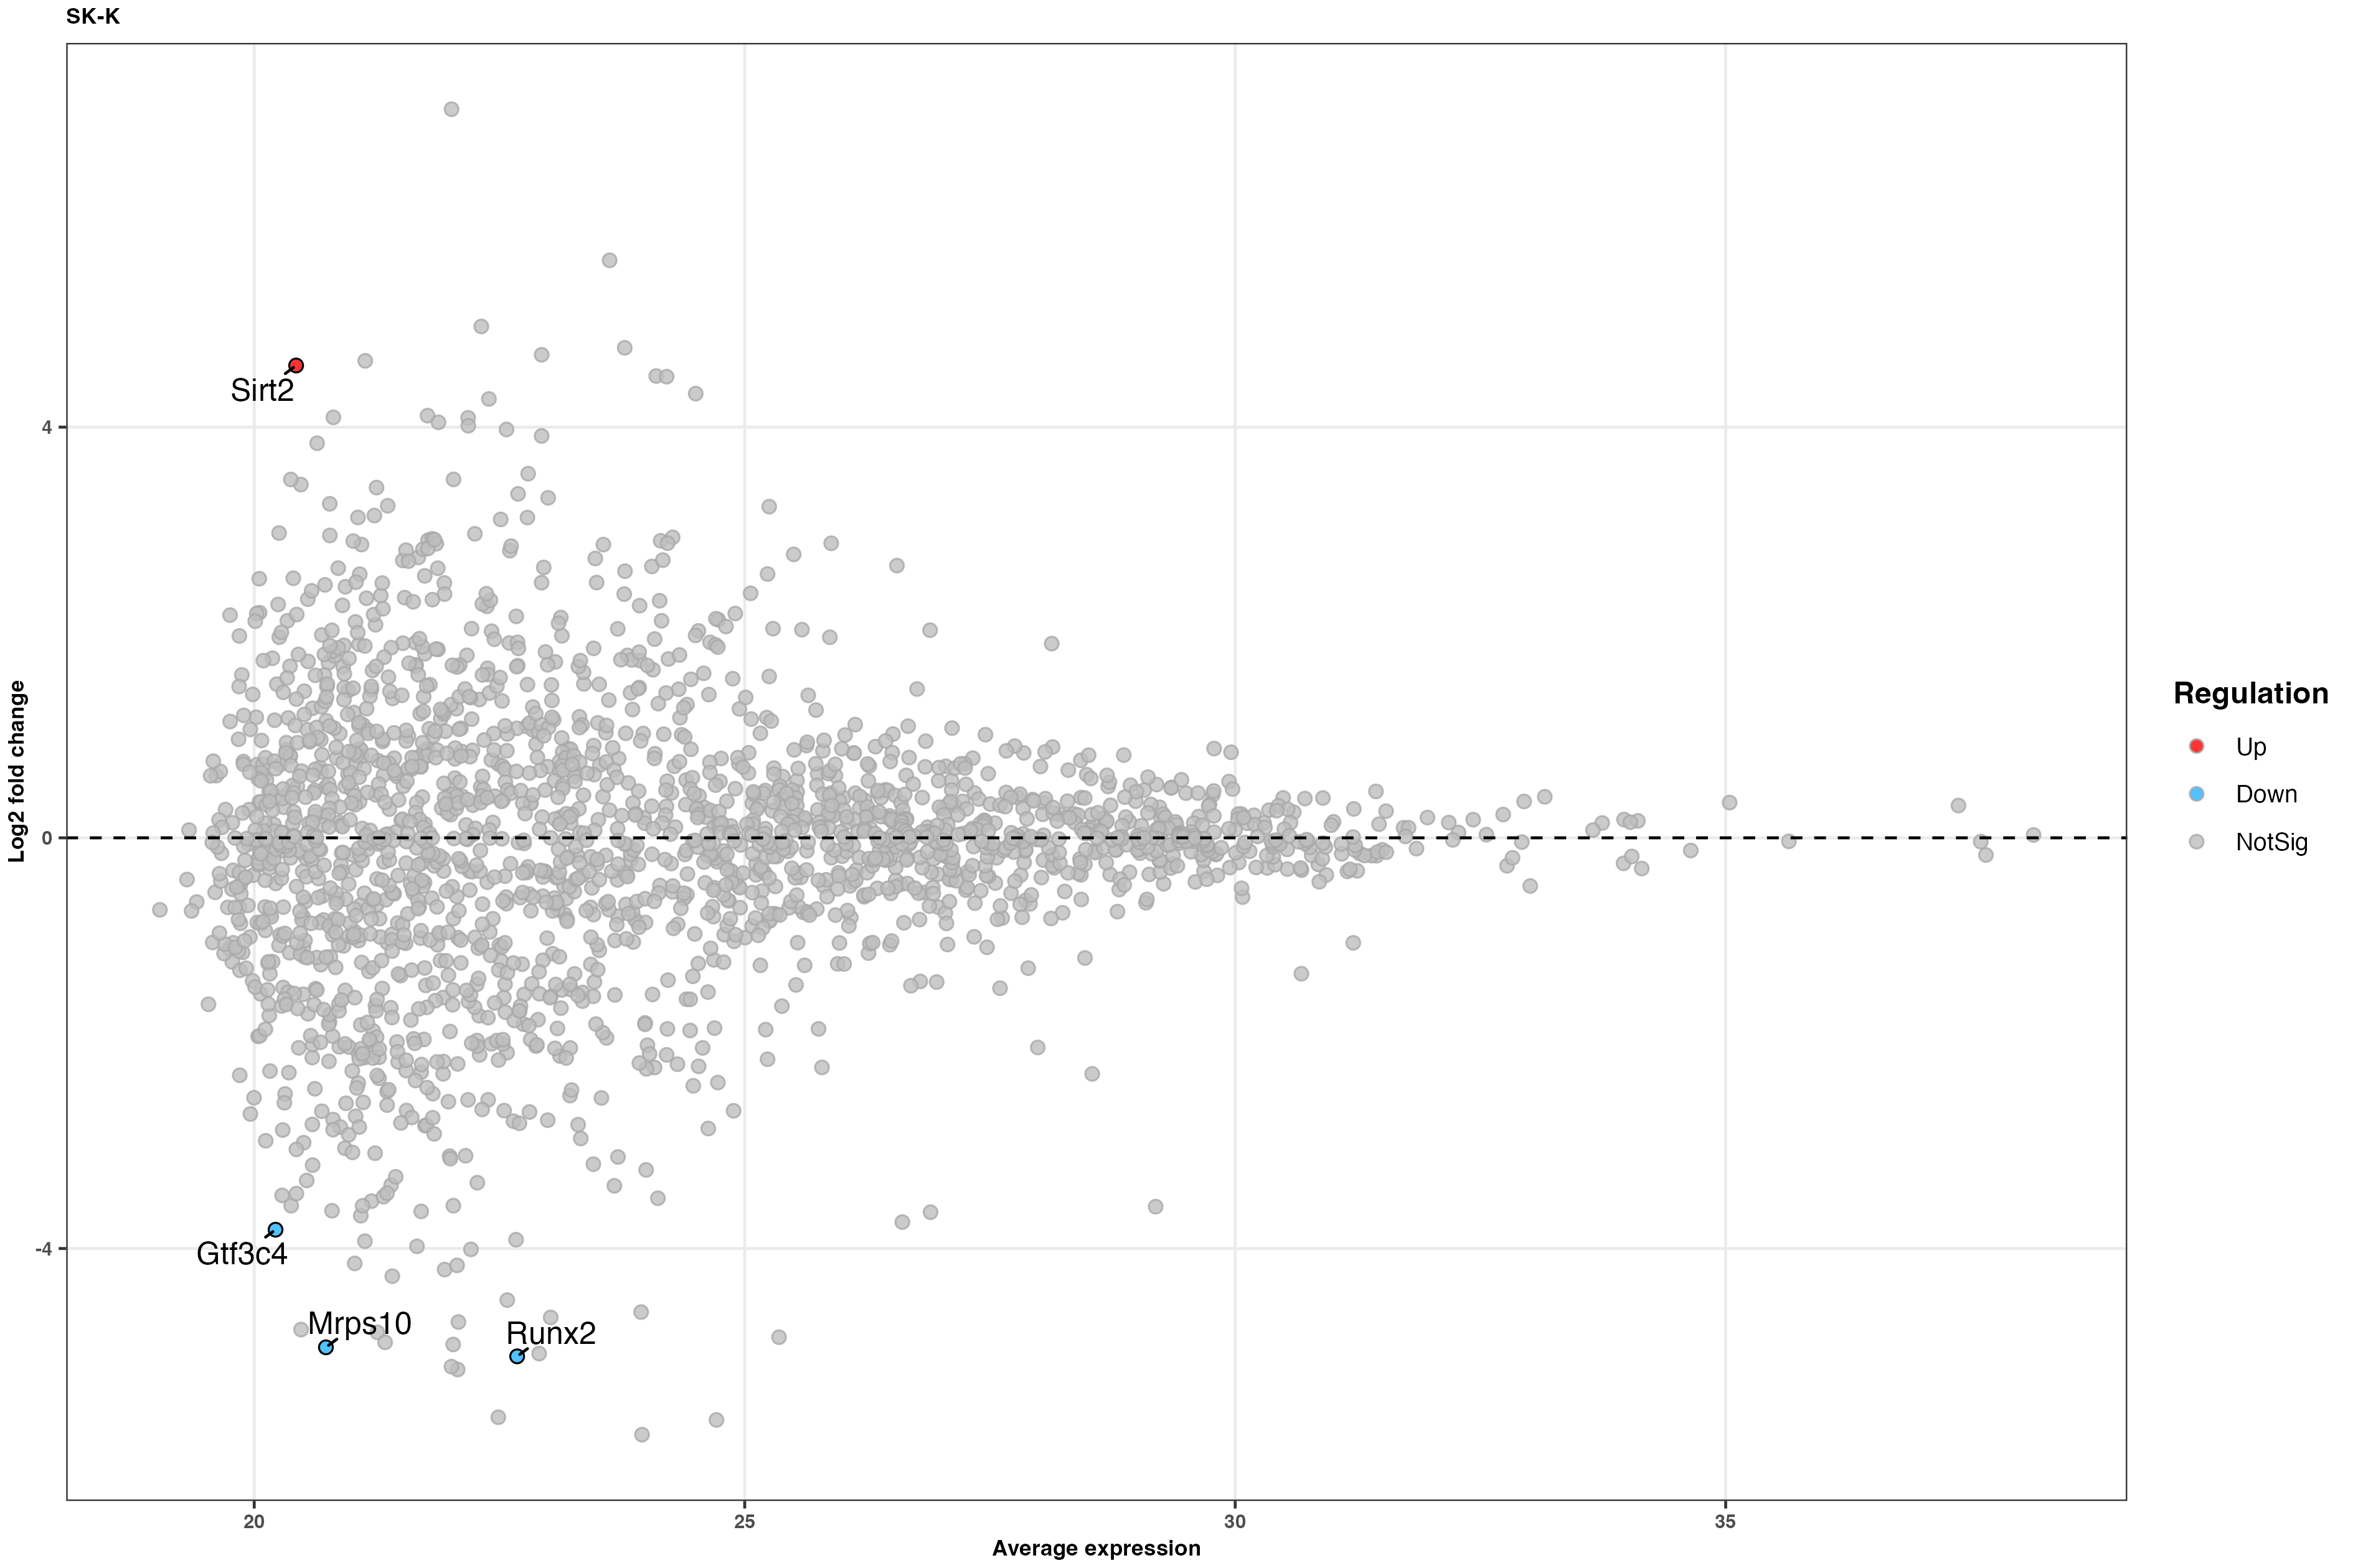 SK-K
Log2 fold change
4
0
-4
Sirt2
Gtf3c4
Mrps10
Runx2
20
25
30
35
Average expression
Regulation
Up
Down
NotSig